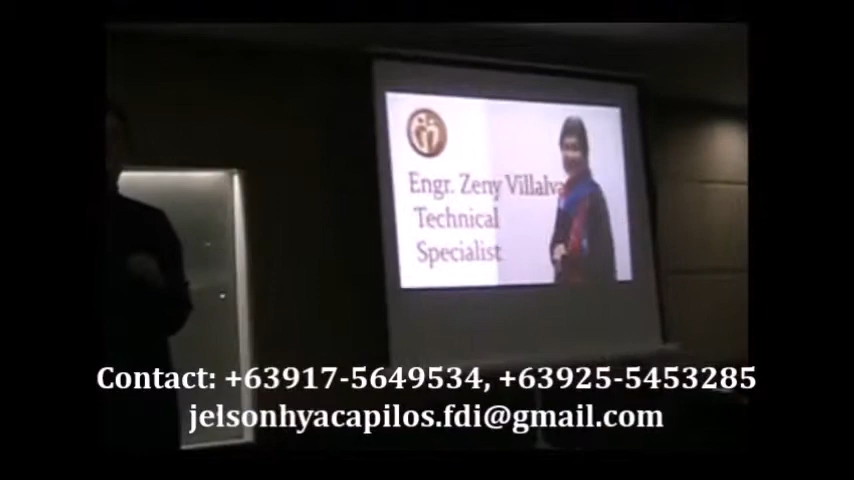 Engr. Zeny Villalva
Technical
Specialist
Contact: +63917-5649534, +63925-5453285
jelsonhyacapilos.fdi@gmail.com